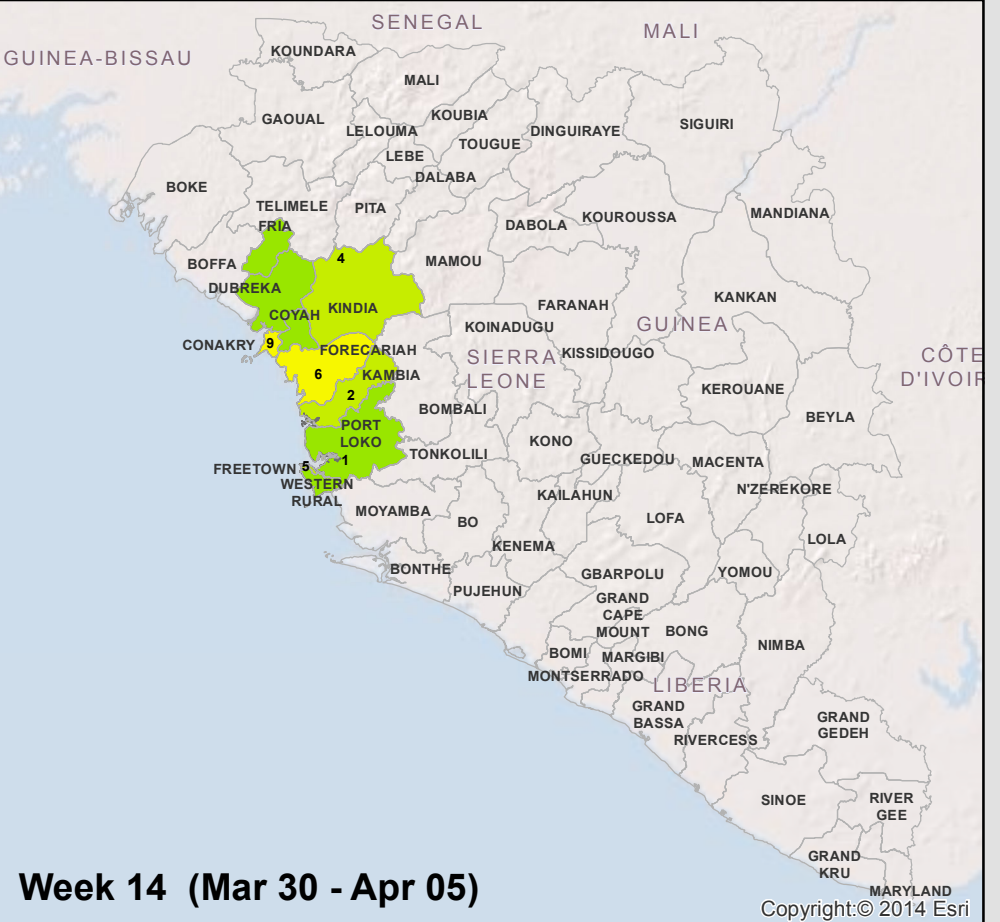 SENEGAL
MALI
GUINEA-BISSAU
KOUNDARA
MALI
GAOUAL
KOUBIA
LELOUMA
DINGUIRAYE
SIGUIRI
TOUGUE
LEBE
DALABA
BOKE
TELIMELE
PITA
MANDIANA
KOUROUSSA
DABOLA
FRIA
4
MAMOU
BOFFA
DUBREKA
KINDIA
COYAH
KANKAN
FARANAH
KOINADUGU
GUINEA
CONAKRY
9
FORECARIAH
SIERRA
LEONE
KISSIDOUGO
CÔTE
D'IVOIR
6
KAMBIA
2
KEROUANE
BOMBALI
BEYLA
PORT
LOKO
KONO
TONKOLILI
GUECKEDOU
MACENTA
FREETOWN
5
1
WESTERN
RURAL
N'ZEREKORE
KAILAHUN
MOYAMBA
BO
LOFA
LOLA
KENEMA
BONTHE
GBARPOLU
YOMOU
PUJEHUN
GRAND
CAPE
MOUNT
BONG
NIMBA
BOMI
MARGIBI
MONTSERRADO
LIBERIA
GRAND
BASSA
GRAND
GEDEH
RIVERCESS
SINOE
RIVER
GEE
GRAND
KRU
MARYLAND
Week 14 (Mar 30 - Apr 05)
Copyright:© 2014 Esri